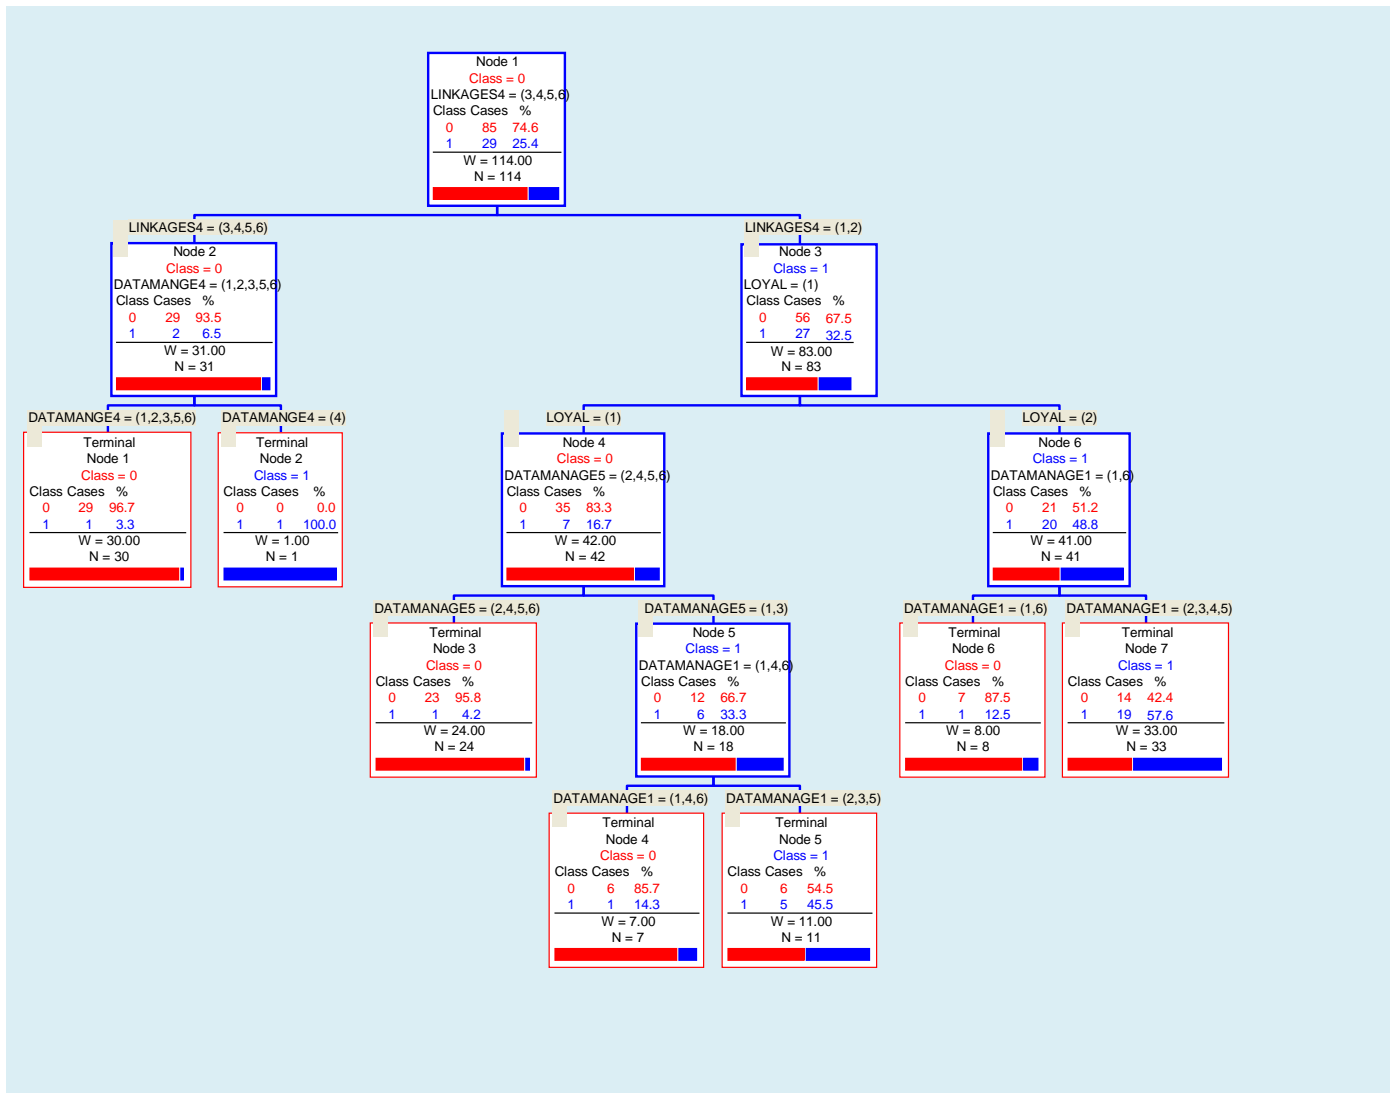 Node 1
Class = 0
LINKAGES4 = (3,4,5,6)
Class Cases %
0 85 74.6
1 29 25.4
W = 114.00
N = 114
LINKAGES4 = (3,4,5,6)
LINKAGES4 = (1,2)
Node 2
Class = 0
DATAMANGE4 = (1,2,3,5,6)
Class Cases %
0 29 93.5
1 2 6.5
W = 31.00
N = 31
Node 3
Class = 1
LOYAL = (1)
Class Cases %
0 56 67.5
1 27 32.5
W = 83.00
N = 83
DATAMANGE4 = (1,2,3,5,6)
DATAMANGE4 = (4)
LOYAL = (1)
LOYAL = (2)
Terminal
Node 1
Class = 0
Class Cases %
0 29 96.7
1 1 3.3
W = 30.00
N = 30
Terminal
Node 2
Class = 1
Class Cases %
0 0 0.0
1 1 100.0
W = 1.00
N = 1
Node 4
Class = 0
DATAMANAGE5 = (2,4,5,6)
Class Cases %
0 35 83.3
1 7 16.7
W = 42.00
N = 42
Node 6
Class = 1
DATAMANAGE1 = (1,6)
Class Cases %
0 21 51.2
1 20 48.8
W = 41.00
N = 41
DATAMANAGE5 = (2,4,5,6)
DATAMANAGE5 = (1,3)
DATAMANAGE1 = (1,6)
DATAMANAGE1 = (2,3,4,5)
Terminal
Node 3
Class = 0
Class Cases %
0 23 95.8
1 1 4.2
W = 24.00
N = 24
Node 5
Class = 1
DATAMANAGE1 = (1,4,6)
Class Cases %
0 12 66.7
1 6 33.3
W = 18.00
N = 18
Terminal
Node 6
Class = 0
Class Cases %
0 7 87.5
1 1 12.5
W = 8.00
N = 8
Terminal
Node 7
Class = 1
Class Cases %
0 14 42.4
1 19 57.6
W = 33.00
N = 33
DATAMANAGE1 = (1,4,6)
DATAMANAGE1 = (2,3,5)
Terminal
Node 4
Class = 0
Class Cases %
0 6 85.7
1 1 14.3
W = 7.00
N = 7
Terminal
Node 5
Class = 1
Class Cases %
0 6 54.5
1 5 45.5
W = 11.00
N = 11